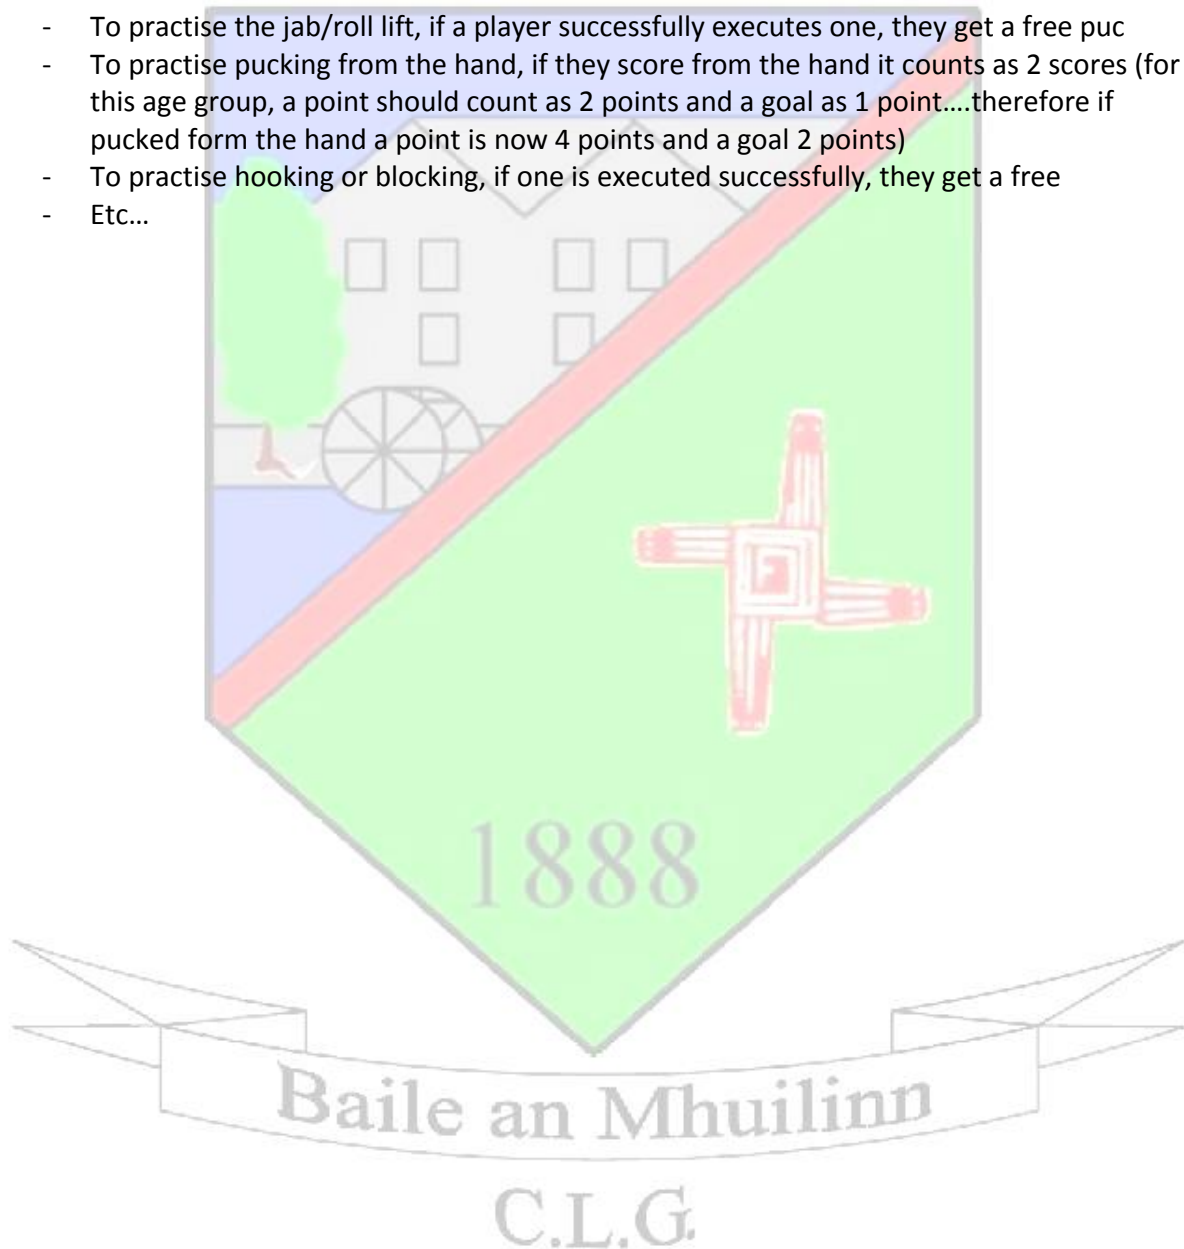 - To practise the jab/roll lift, if a player successfully executes one, they get a free puc
- To practise pucking from the hand, if they score from the hand it counts as 2 scores (for
this age group, a point should count as 2 points and a goal as 1 point….therefore if
pucked form the hand a point is now 4 points and a goal 2 points)
- To practise hooking or blocking, if one is executed successfully, they get a free
- Etc…
1888
Baile an Mhuilinn
C.L.G.